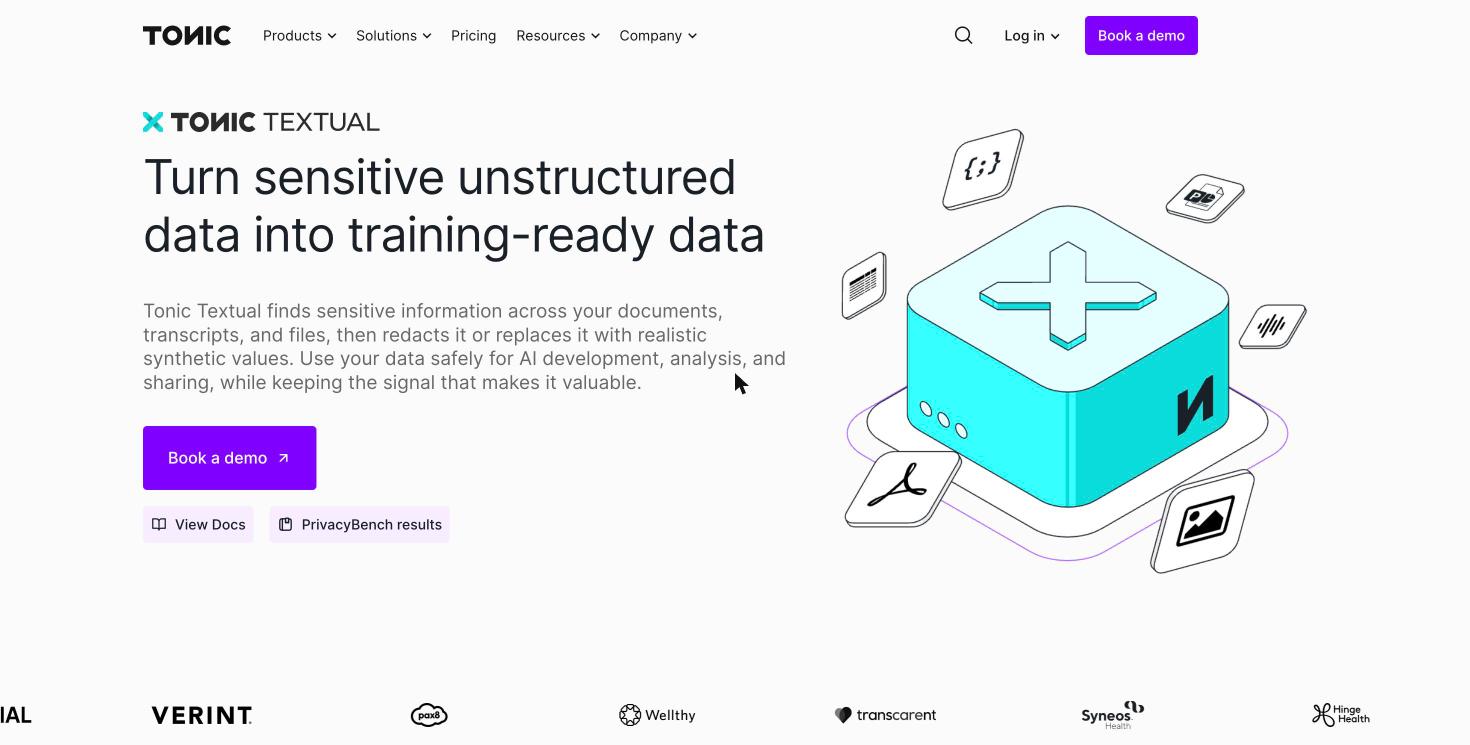 TONIC Products Solutions Pricing Resources Company Log in Book a demo
TONIC TEXTUAL
Turn sensitive unstructured
data into training-ready data
Tonic Textual finds sensitive information across your documents,
transcripts, and files, then redacts it or replaces it with realistic
synthetic values. Use your data safely for AI development, analysis, and
sharing, while keeping the signal that makes it valuable.
Book a demo
View Docs PrivacyBench results
{;}
IAL VERINT pax8 Wellthy transcarent Syneos Health Hinge Health